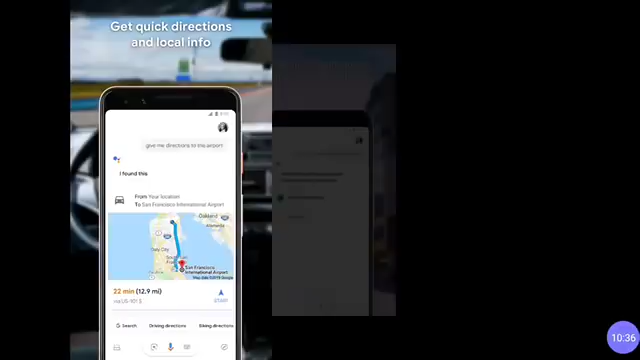 Get quick directions
and local info
give me directions to the airport
I found this
From Your location
To San Francisco International Airport
Oakland
Alameda
Daly City
San Francisco
International Airport
22 min (12.9 mi)
via US-101 S
START
Search
Driving directions
Biking directions
10:36